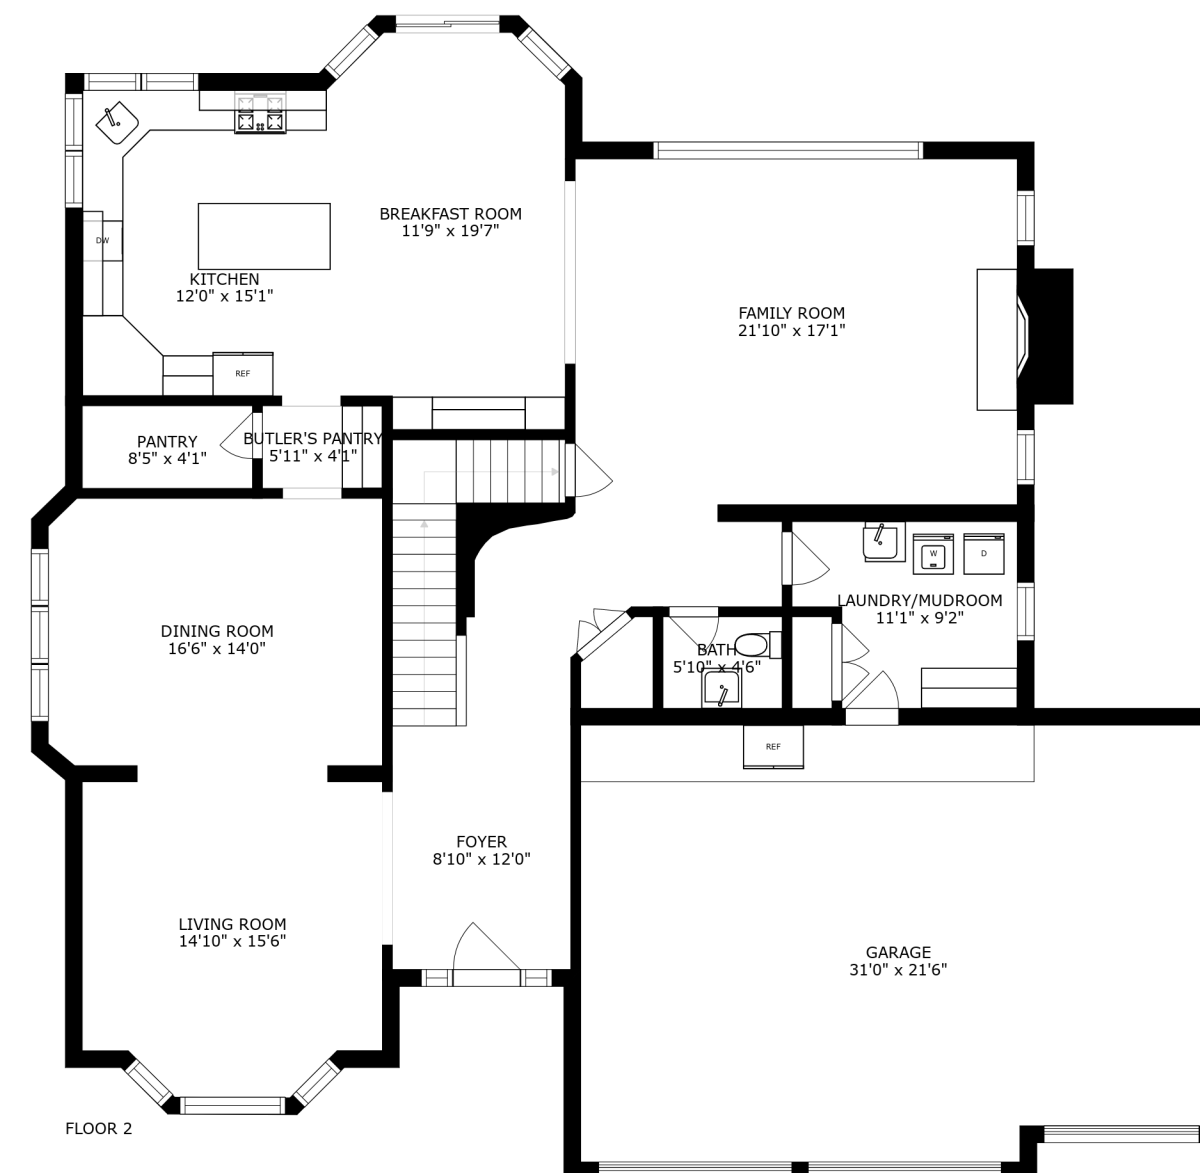 BREAKFAST ROOM
11'9" x 19'7"
DW
KITCHEN
12'0" x 15'1"
FAMILY ROOM
21'10" x 17'1"
REF
PANTRY
8'5" x 4'1"
BUTLER'S PANTRY
5'11" x 4'1"
W
D
LAUNDRY/MUDROOM
11'1" x 9'2"
DINING ROOM
16'6" x 14'0"
BATH
5'10" x 4'6"
REF
FOYER
8'10" x 12'0"
LIVING ROOM
14'10" x 15'6"
GARAGE
31'0" x 21'6"
FLOOR 2